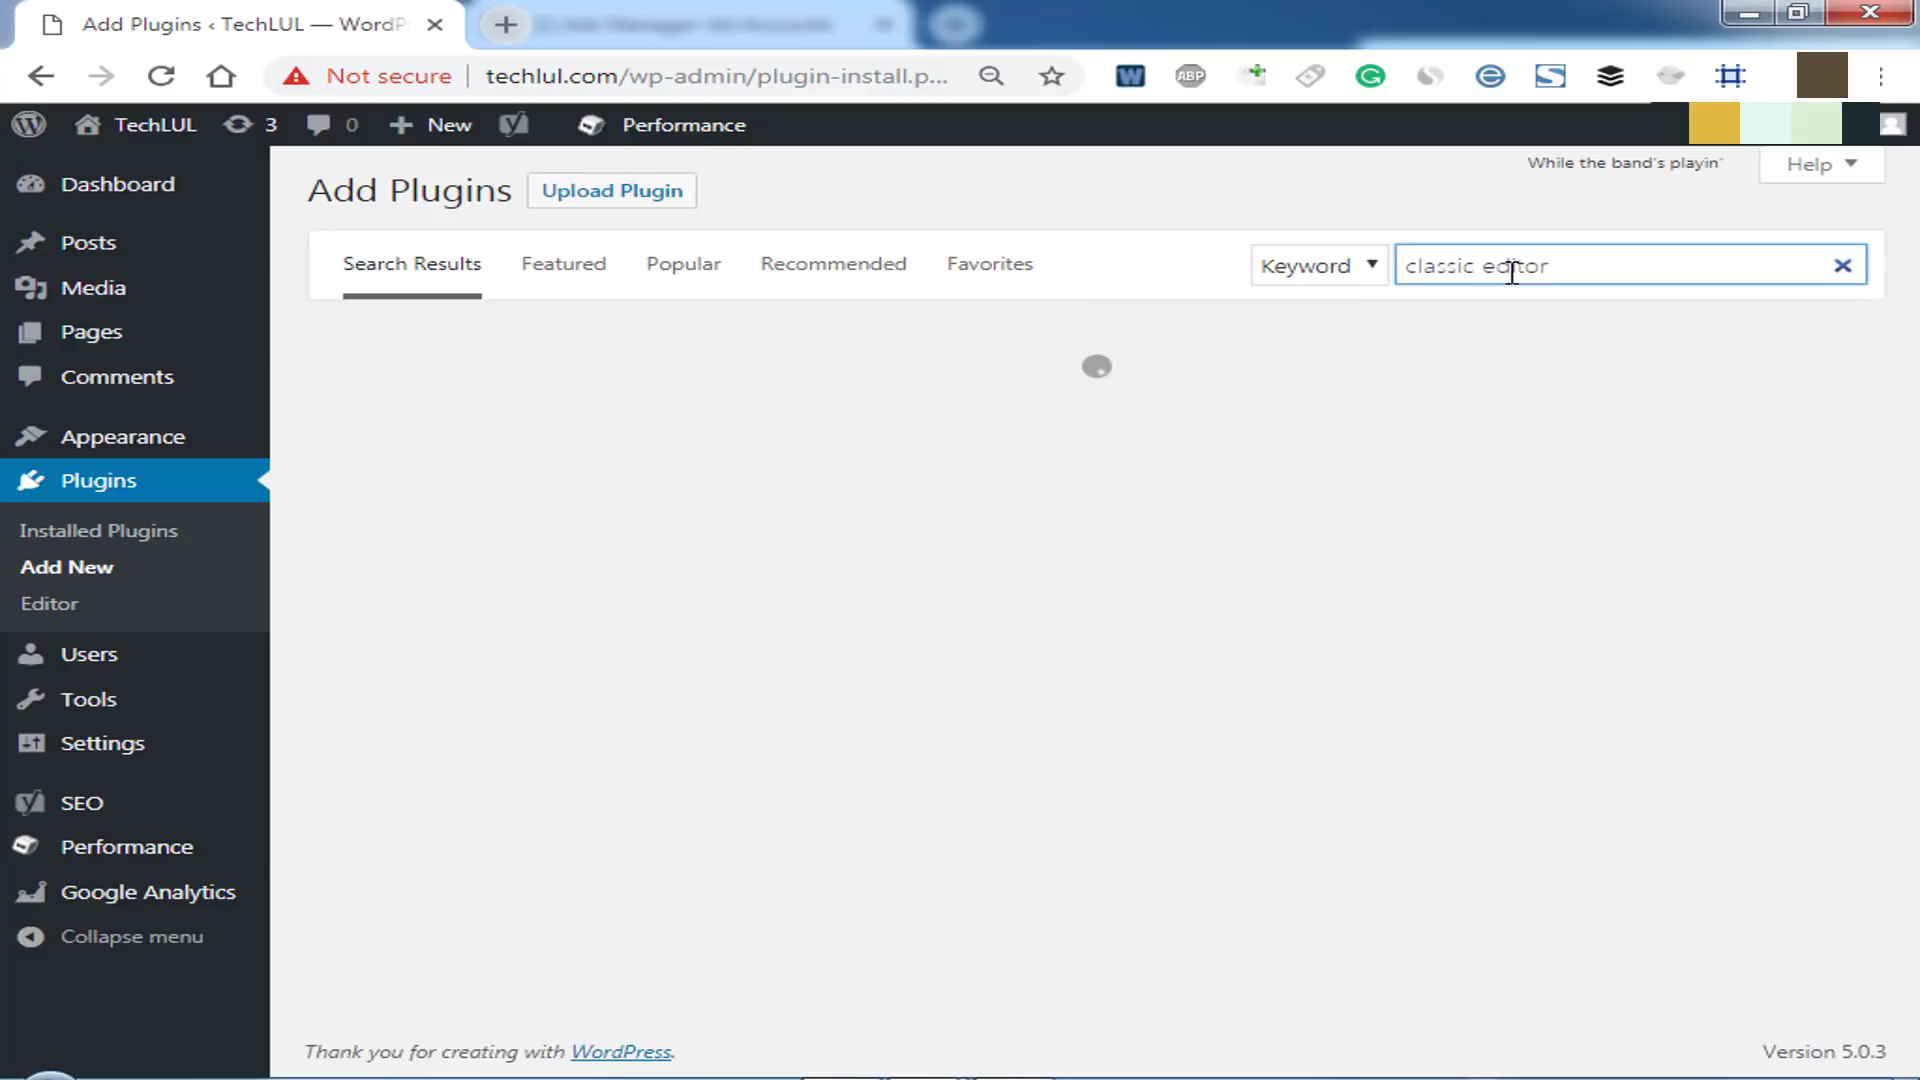 Add Plugins ‹ TechLUL — WordP
Not secure techlul.com/wp-admin/plugin-install.p...
W ABP
TechLUL 3 0 + New Performance
While the band's playin'
Help
Add Plugins Upload Plugin
Search Results Featured Popular Recommended Favorites Keyword classic editor
Dashboard
Posts
Media
Pages
Comments
Appearance
Plugins
Installed Plugins
Add New
Editor
Users
Tools
Settings
SEO
Performance
Google Analytics
Collapse menu
Thank you for creating with WordPress.
Version 5.0.3